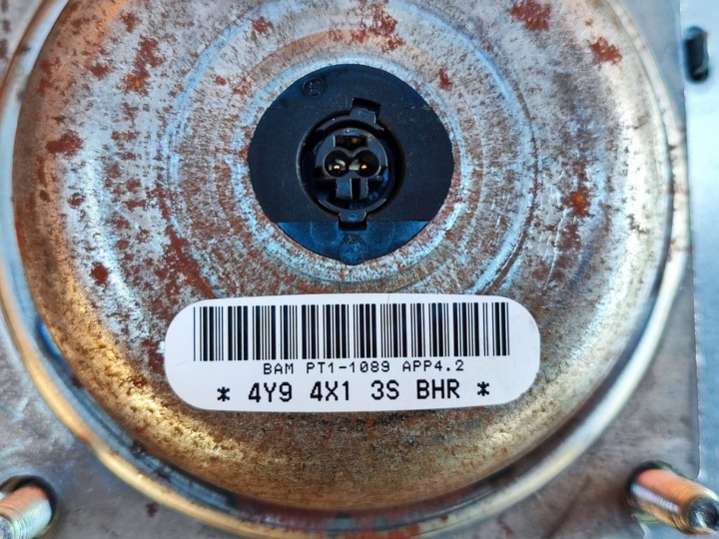 BAM PT1-1089 APP4.2
* 4Y9 4X1 3S BHR *